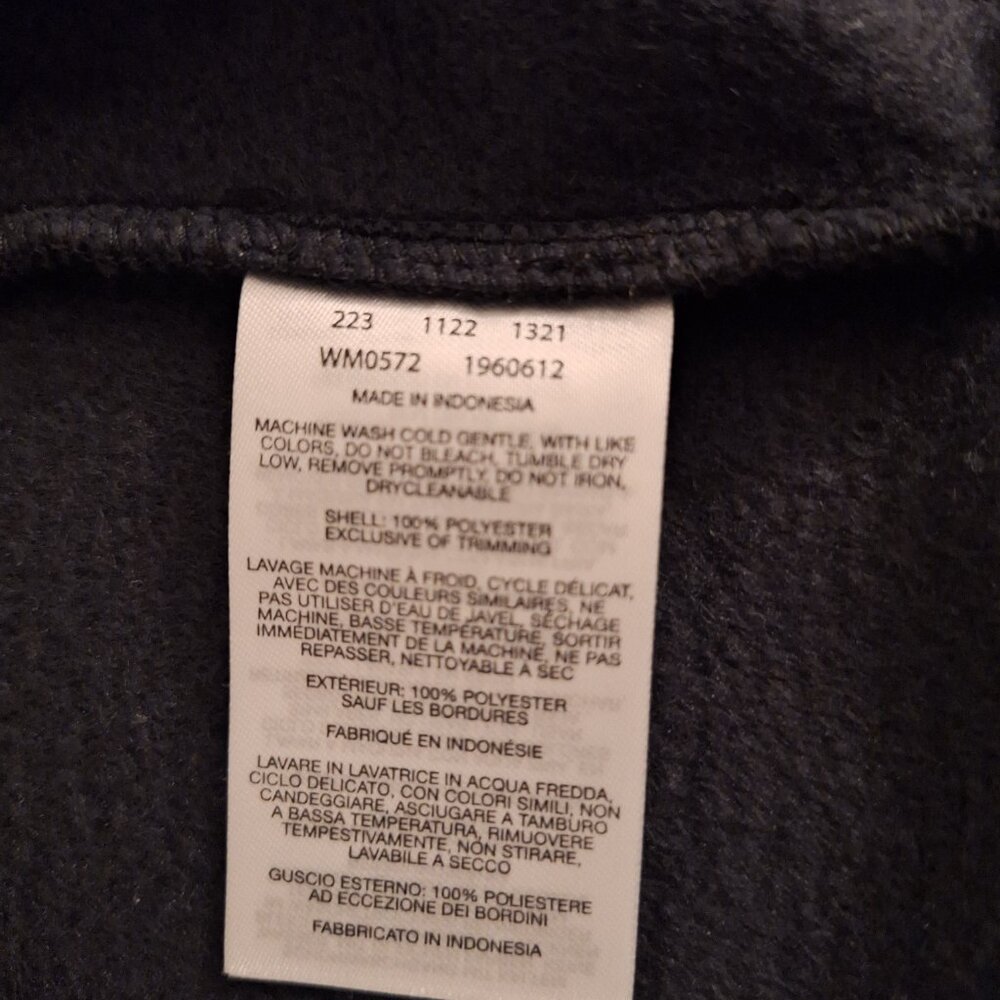 223 1122 1321
WM0572 1960612
MADE IN INDONESIA
MACHINE WASH COLD GENTLE, WITH LIKE
COLORS, DO NOT BLEACH, TUMBLE DRY
LOW, REMOVE PROMPTLY, DO NOT IRON,
DRYCLEANABLE
SHELL: 100% POLYESTER
EXCLUSIVE OF TRIMMING
LAVAGE MACHINE À FROID, CYCLE DÉLICAT,
AVEC DES COULEURS SIMILAIRES, NE
PAS UTILISER D'EAU DE JAVEL, SÉCHAGE
MACHINE, BASSE TEMPÉRATURE, SORTIR
IMMÉDIATEMENT DE LA MACHINE, NE PAS
REPASSER, NETTOYABLE À SEC
EXTÉRIEUR: 100% POLYESTER
SAUF LES BORDURES
FABRIQUÉ EN INDONÉSIE
LAVARE IN LAVATRICE IN ACQUA FREDDA,
CICLO DELICATO, CON COLORI SIMILI, NON
CANDEGGIARE, ASCIUGARE A TAMBURO
A BASSA TEMPERATURA, RIMUOVERE
TEMPESTIVAMENTE, NON STIRARE,
LAVABILE A SECCO
GUSCIO ESTERNO: 100% POLIESTERE
AD ECCEZIONE DEI BORDINI
FABBRICATO IN INDONESIA